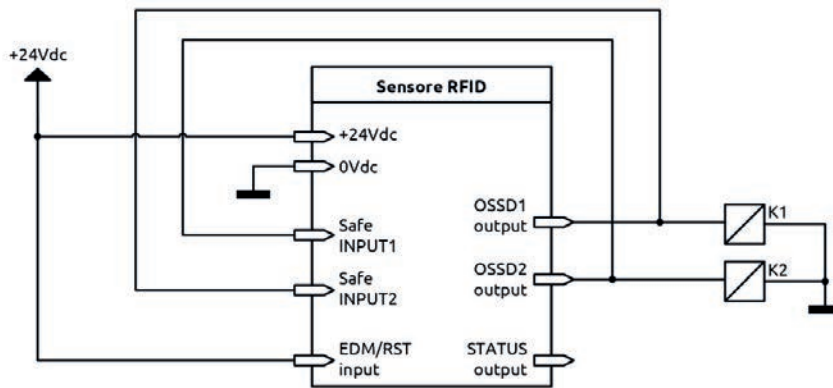 +24Vdc
Sensore RFID
+24Vdc
0Vdc
Safe
INPUT1
Safe
INPUT2
EDM/RST
input
OSSD1
output
OSSD2
output
STATUS
output
K1
K2